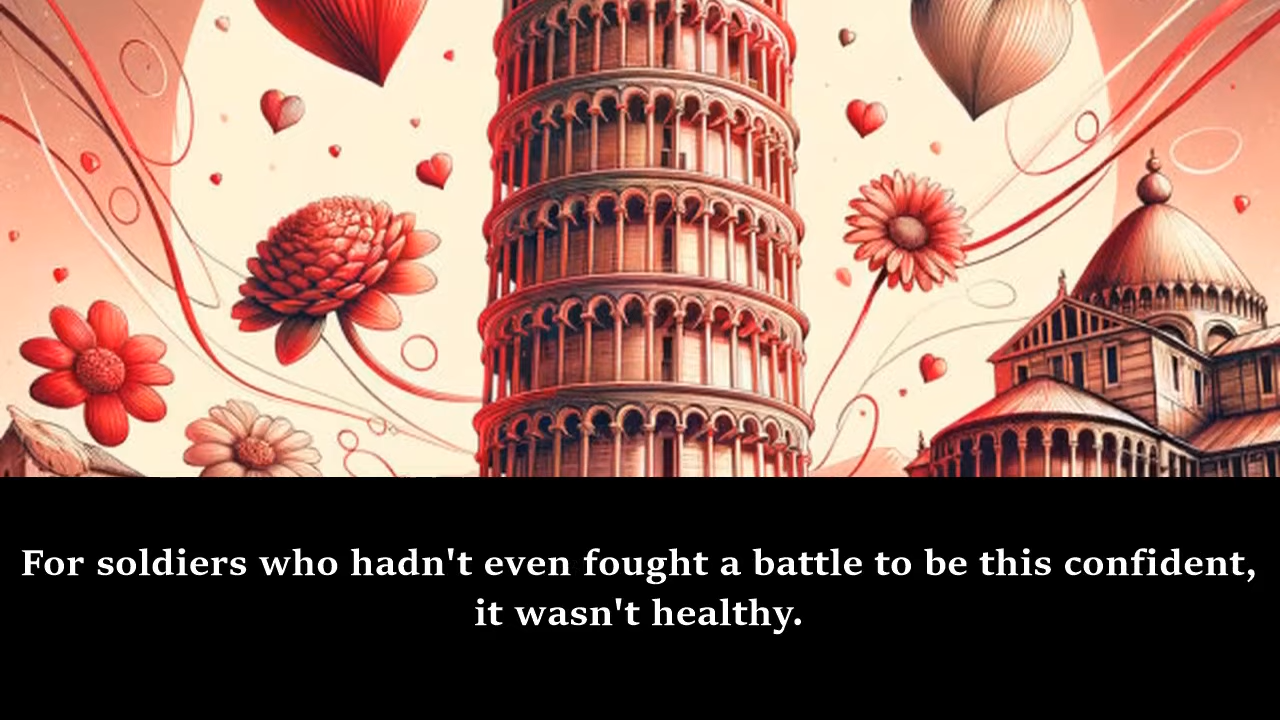 For soldiers who hadn't even fought a battle to be this confident,
it wasn't healthy.